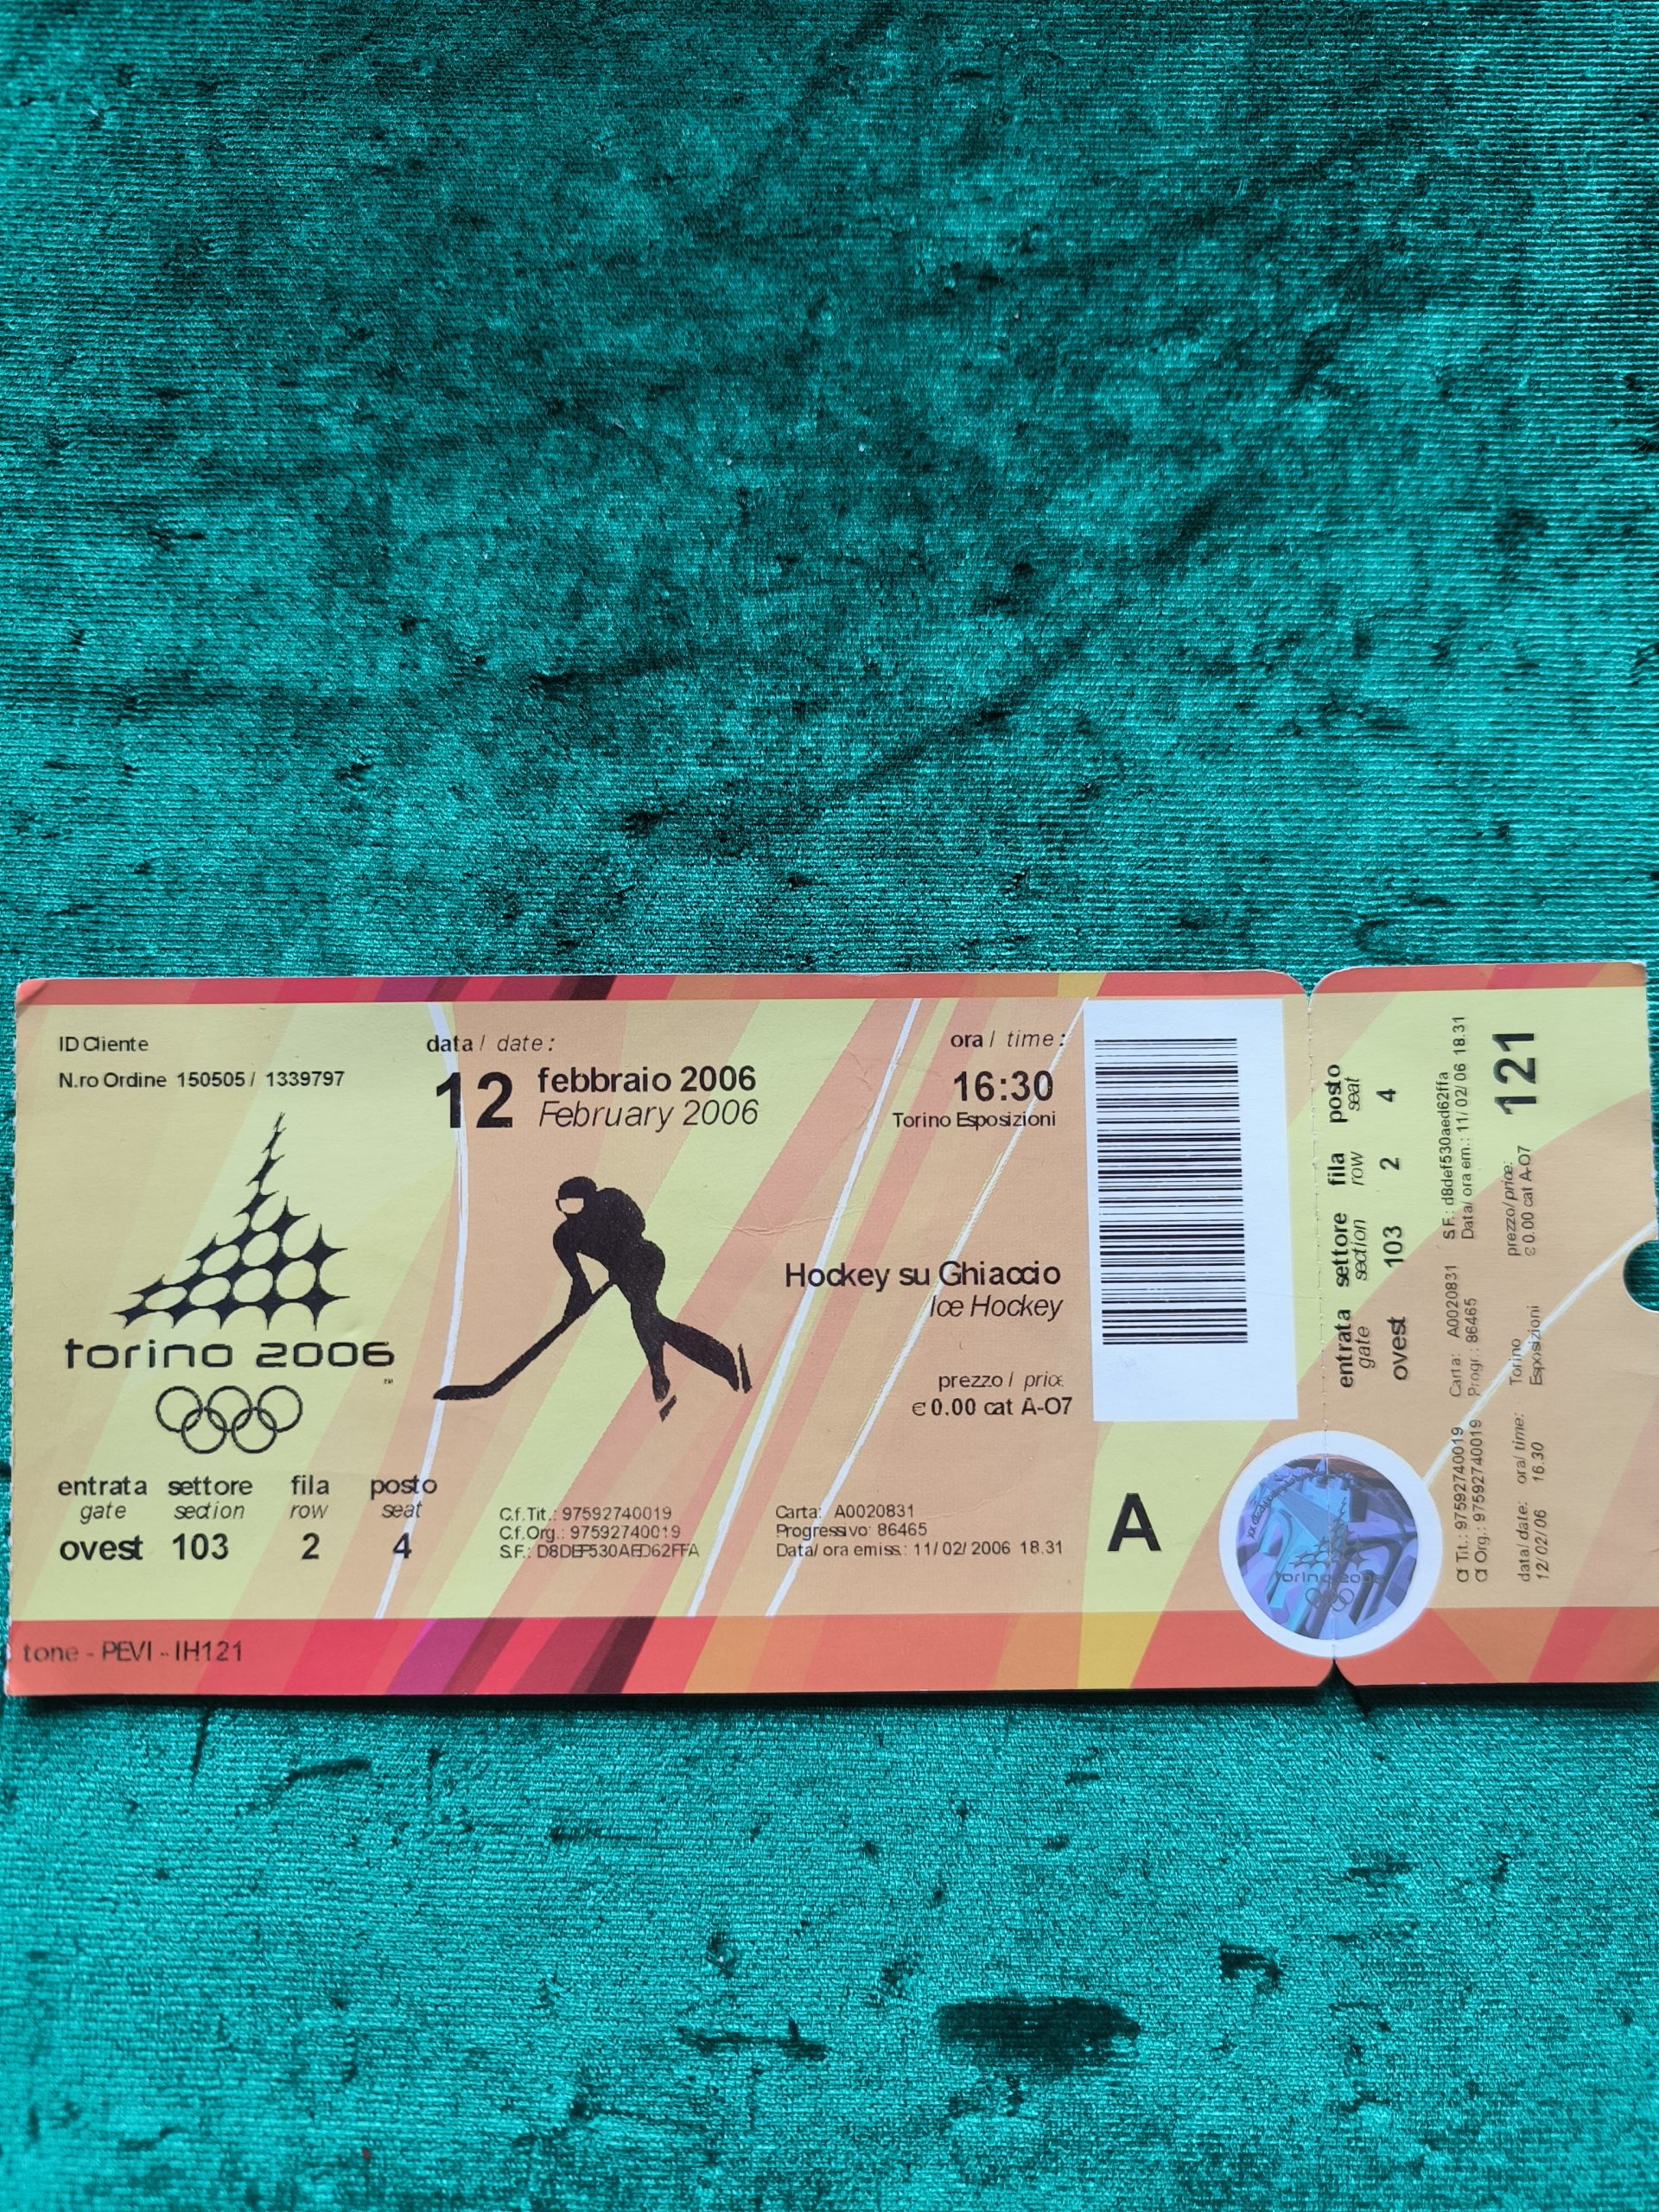 ID Cliente
N.ro Ordine 150505 / 1339797
data / date:
12 febbraio 2006
February 2006
ora / time:
16:30
Torino Esposizioni
torino 2006
Hockey su Ghiaccio
Ice Hockey
prezzo / price:
€ 0.00 cat A-07
entrata settore fila posto
gate section row seat
ovest 103 2 4
C.f. Tit.: 97592740019
C.f. Org.: 97592740019
S.F.: D8DEF530AED62FFA
Carta: A0020831
Progressivo: 86465
Data/ ora emiss.: 11/02/2006 18.31
A
tone - PEVI - IH121
entrata settore fila posto
gate section row seat
ovest 103 2 4
Cf Tit.: 97592740019 Carta: A0020831 S.F.: d8def530aed62ffa
Cf Org.: 97592740019 Progr.: 86465 Data/ ora em.: 11/02/06 18.31
data/date: ora/time: Torino prezzo/price:
12/02/06 16.30 Esposizioni € 0.00 cat A-07
121
torino 2006